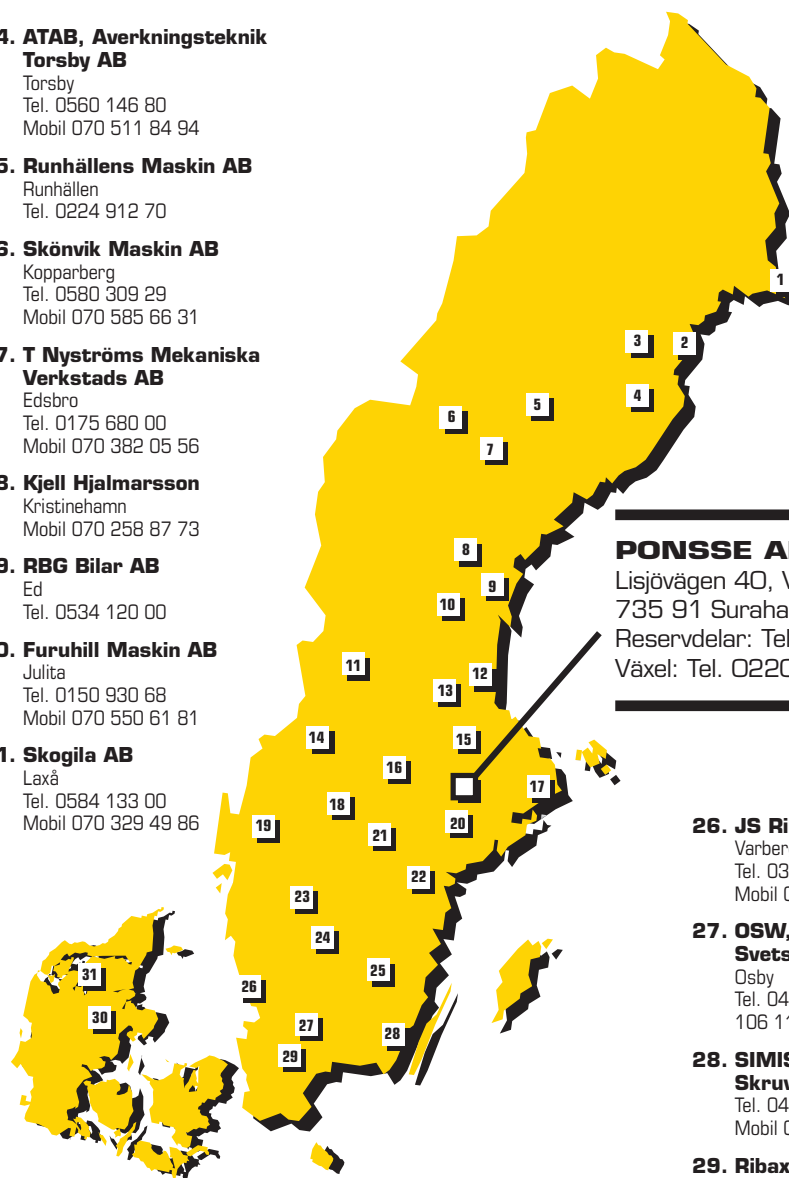 4. ATAB, Averkningsteknik
Torsby AB
Torsby
Tel. 0560 146 80
Mobil 070 511 84 94
5. Runhällens Maskin AB
Runhällen
Tel. 0224 912 70
6. Skönvik Maskin AB
Kopparberg
Tel. 0580 309 29
Mobil 070 585 66 31
7. T Nyströms Mekaniska
Verkstads AB
Edsbro
Tel. 0175 680 00
Mobil 070 382 05 56
8. Kjell Hjalmarsson
Kristinehamn
Mobil 070 258 87 73
9. RBG Bilar AB
Ed
Tel. 0534 120 00
0. Furuhill Maskin AB
Julita
Tel. 0150 930 68
Mobil 070 550 61 81
1. Skogila AB
Laxå
Tel. 0584 133 00
Mobil 070 329 49 86
1
3
2
4
5
6
7
8
9
10
11
12
13
14
15
16
17
18
19
20
21
22
23
24
25
26
27
28
29
30
31
PONSSE A
Lisjövägen 40, V
735 91 Suraha
Reservdelar: Tel
Växel: Tel. 0220
26. JS Ri
Varber
Tel. 03
Mobil 0
27. OSW,
Svets
Osby
Tel. 04
106 11
28. SIMIS
Skruv
Tel. 04
Mobil 0
29. Ribax